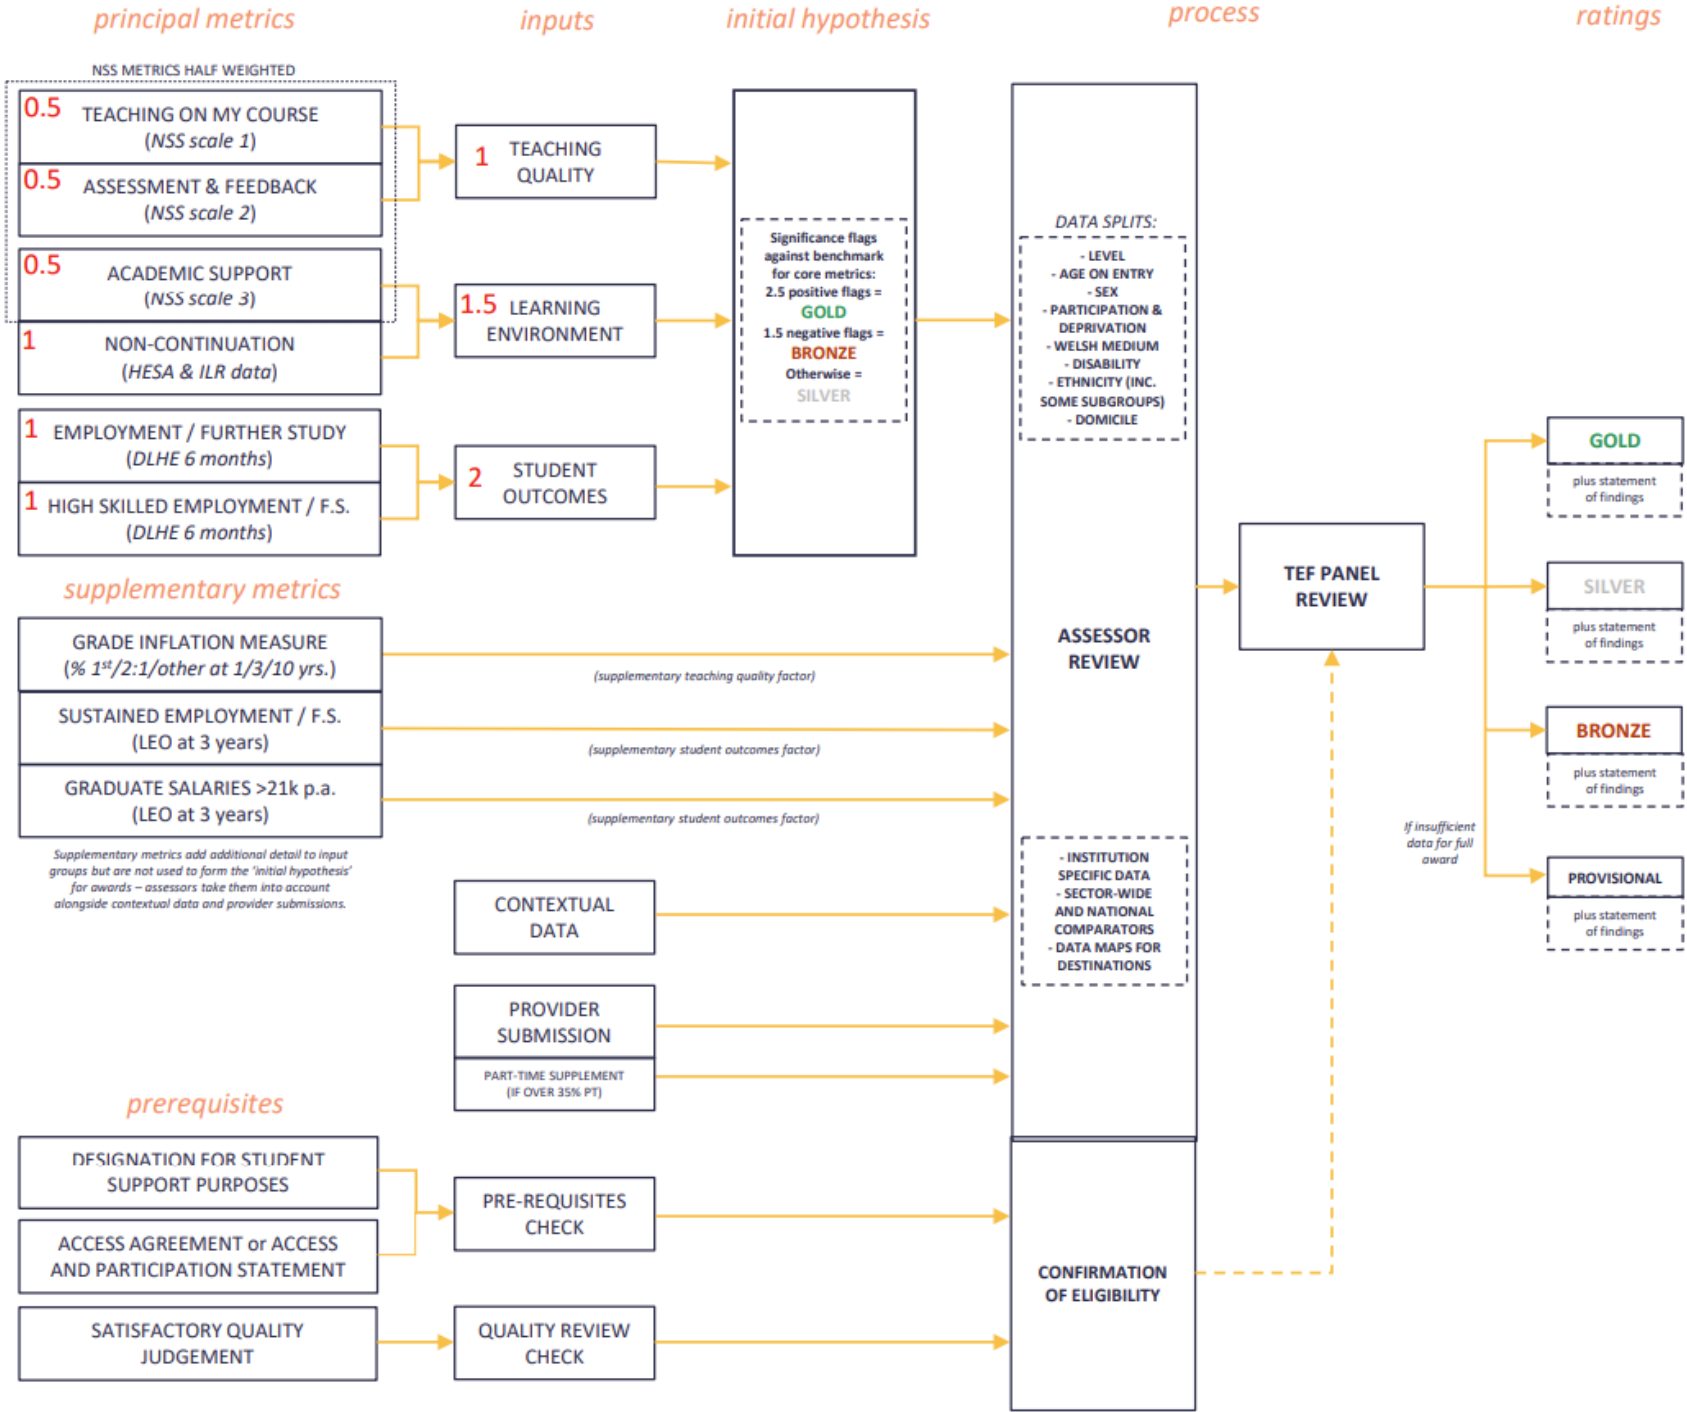 principal metrics
inputs
initial hypothesis
process
ratings
NSS METRICS HALF WEIGHTED
0.5
TEACHING ON MY COURSE
(NSS scale 1)
0.5
ASSESSMENT & FEEDBACK
(NSS scale 2)
0.5
ACADEMIC SUPPORT
(NSS scale 3)
1
NON-CONTINUATION
(HESA & ILR data)
1
EMPLOYMENT / FURTHER STUDY
(DLHE 6 months)
1
HIGH SKILLED EMPLOYMENT / F.S.
(DLHE 6 months)
1
TEACHING
QUALITY
1.5
LEARNING
ENVIRONMENT
2
STUDENT
OUTCOMES
Significance flags
against benchmark
for core metrics:
2.5 positive flags =
GOLD
1.5 negative flags =
BRONZE
Otherwise =
SILVER
DATA SPLITS:
- LEVEL
- AGE ON ENTRY
- SEX
- PARTICIPATION &
DEPRIVATION
- WELSH MEDIUM
- DISABILITY
- ETHNICITY (INC.
SOME SUBGROUPS)
- DOMICILE
ASSESSOR
REVIEW
- INSTITUTION
SPECIFIC DATA
- SECTOR-WIDE
AND NATIONAL
COMPARATORS
- DATA MAPS FOR
DESTINATIONS
TEF PANEL
REVIEW
GOLD
plus statement
of findings
SILVER
plus statement
of findings
BRONZE
plus statement
of findings
If insufficient
data for full
award
PROVISIONAL
plus statement
of findings
supplementary metrics
GRADE INFLATION MEASURE
(% 1st/2:1/other at 1/3/10 yrs.)
(supplementary teaching quality factor)
SUSTAINED EMPLOYMENT / F.S.
(LEO at 3 years)
(supplementary student outcomes factor)
GRADUATE SALARIES >21k p.a.
(LEO at 3 years)
(supplementary student outcomes factor)
Supplementary metrics add additional detail to input
groups but are not used to form the 'initial hypothesis'
for awards – assessors take them into account
alongside contextual data and provider submissions.
CONTEXTUAL
DATA
PROVIDER
SUBMISSION
PART-TIME SUPPLEMENT
(IF OVER 35% PT)
prerequisites
DESIGNATION FOR STUDENT
SUPPORT PURPOSES
ACCESS AGREEMENT or ACCESS
AND PARTICIPATION STATEMENT
SATISFACTORY QUALITY
JUDGEMENT
PRE-REQUISITES
CHECK
QUALITY REVIEW
CHECK
CONFIRMATION
OF ELIGIBILITY